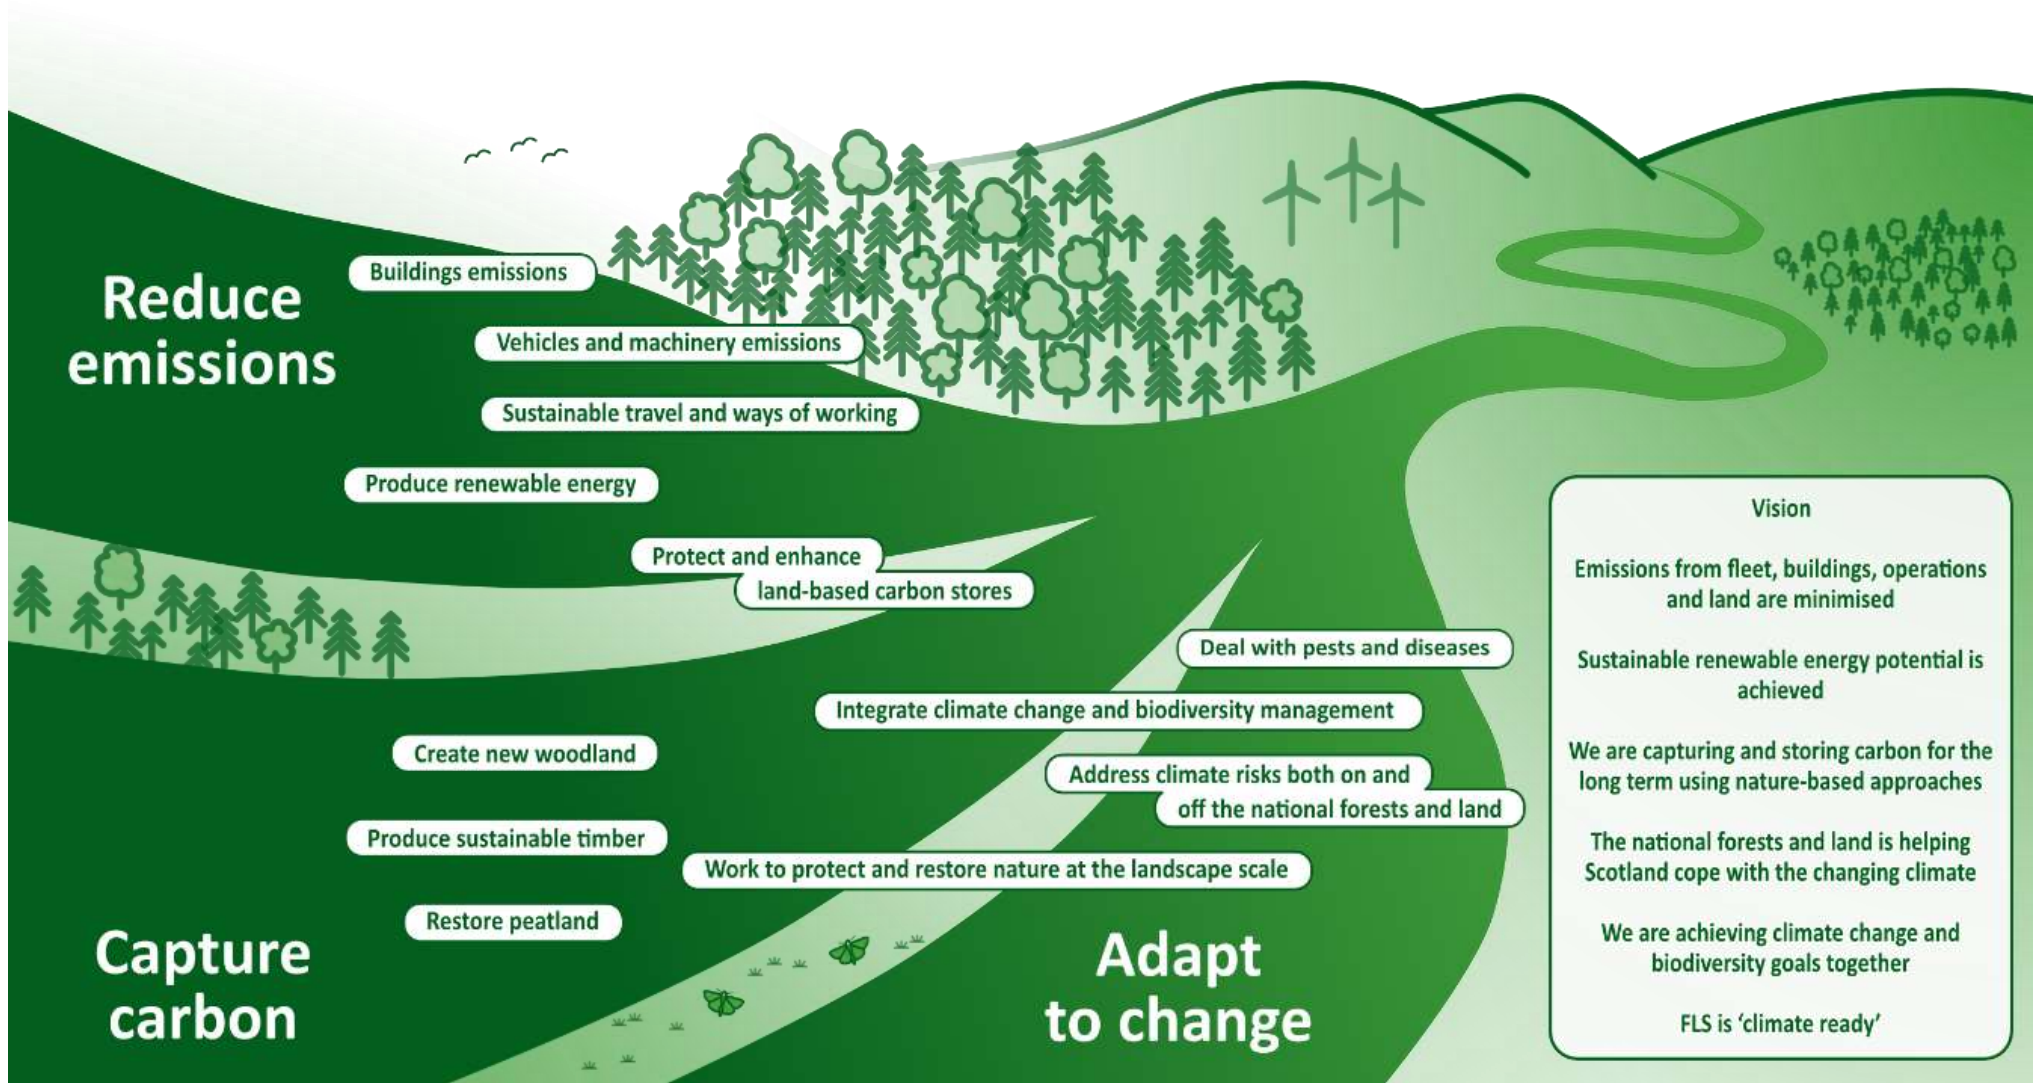 Reduce
emissions
Buildings emissions
Vehicles and machinery emissions
Sustainable travel and ways of working
Produce renewable energy
Protect and enhance
land-based carbon stores
Capture
carbon
Create new woodland
Produce sustainable timber
Restore peatland
Adapt
to change
Deal with pests and diseases
Integrate climate change and biodiversity management
Address climate risks both on and
off the national forests and land
Work to protect and restore nature at the landscape scale
Vision
Emissions from fleet, buildings, operations
and land are minimised
Sustainable renewable energy potential is
achieved
We are capturing and storing carbon for the
long term using nature-based approaches
The national forests and land is helping
Scotland cope with the changing climate
We are achieving climate change and
biodiversity goals together
FLS is ‘climate ready’